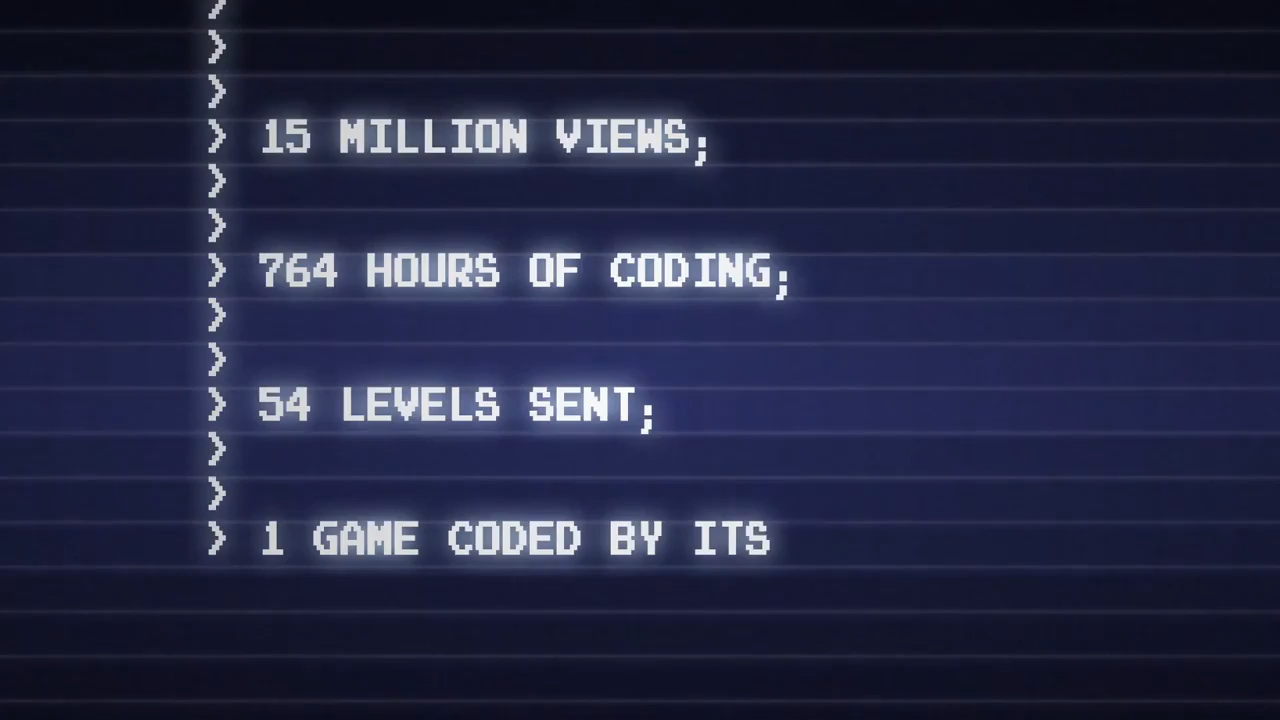 >
>
>
> 15 MILLION VIEWS;
>
>
> 764 HOURS OF CODING;
>
>
> 54 LEVELS SENT;
>
>
> 1 GAME CODED BY ITS